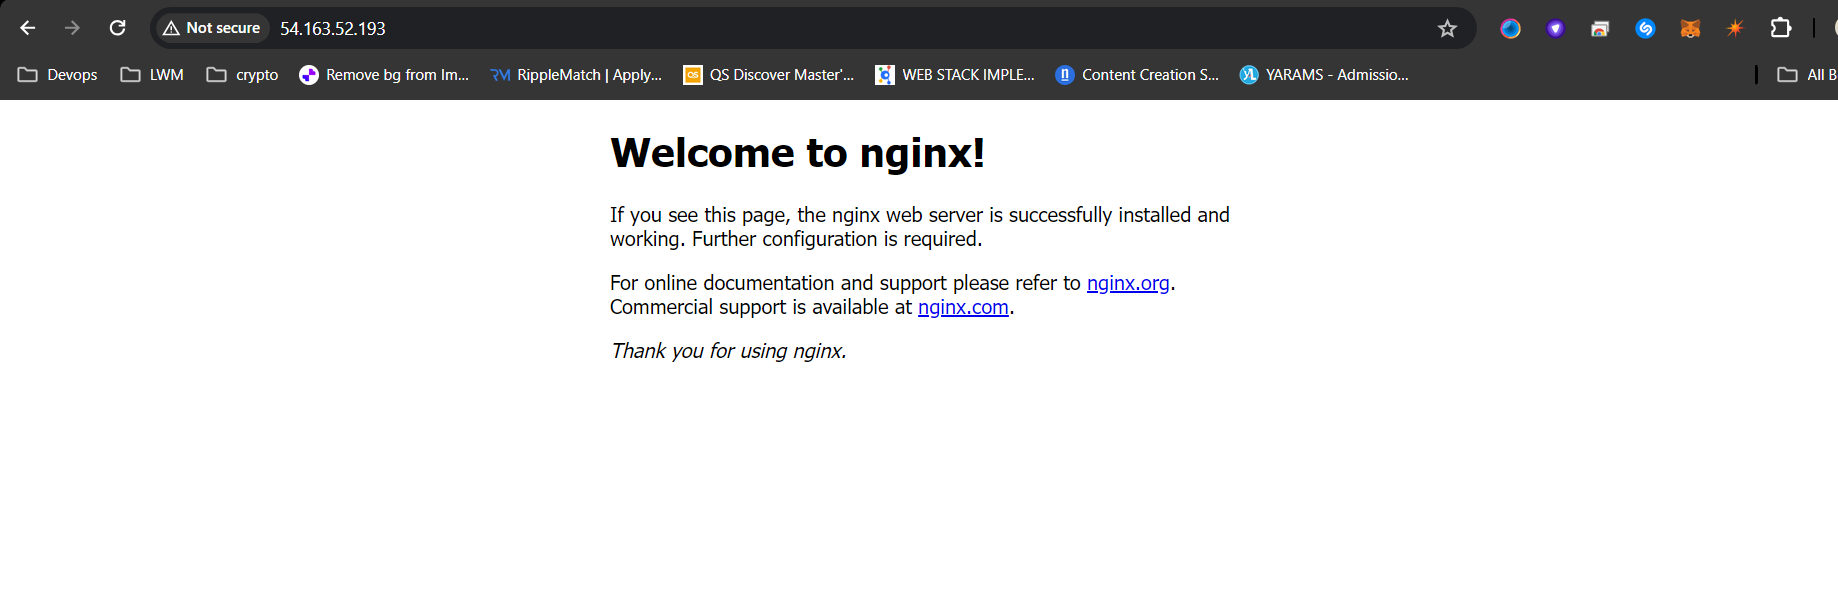 Not secure 54.163.52.193
Devops LWM crypto Remove bg from Im... RippleMatch | Apply... QS Discover Master'... WEB STACK IMPLE... Content Creation S... YARAMS - Admissio... All B
Welcome to nginx!
If you see this page, the nginx web server is successfully installed and
working. Further configuration is required.
For online documentation and support please refer to nginx.org.
Commercial support is available at nginx.com.
Thank you for using nginx.